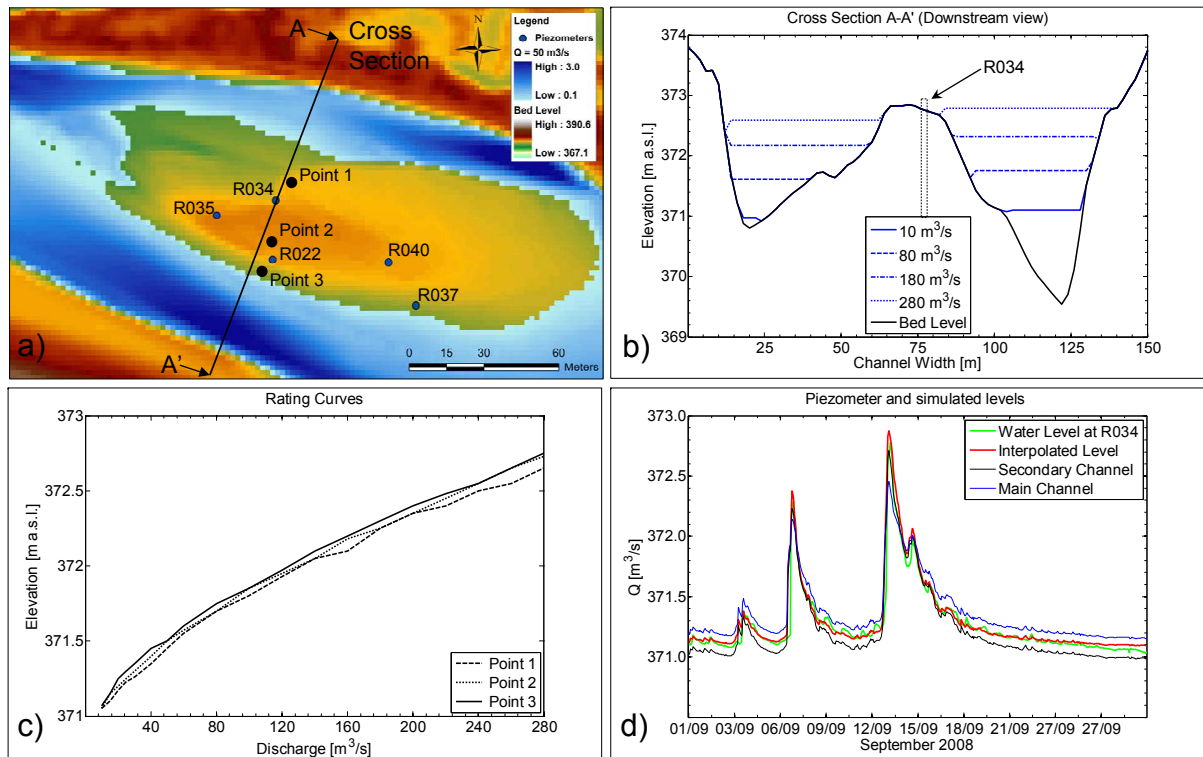 A
Cross
Section
N
Legend
Piezometers
Q = 50 m3/s
High : 3.0
Low : 0.1
Bed Level
High : 390.6
Low : 367.1
Point 1
R034
R035
Point 2
R022
R040
Point 3
R037
A'
0 15 30 60
Meters
a)
Cross Section A-A' (Downstream view)
Elevation [m a.s.l.]
374
373
372
371
370
369
R034
10 m³/s
80 m³/s
180 m³/s
280 m³/s
Bed Level
25 50 75 100 125 150
Channel Width [m]
b)
Rating Curves
Elevation [m a.s.l.]
373
372.5
372
371.5
371
Point 1
Point 2
Point 3
40 80 120 160 200 240 280
Discharge [m³/s]
c)
Piezometer and simulated levels
Q [m³/s]
373.0
372.5
372.0
371.5
371.0
Water Level at R034
Interpolated Level
Secondary Channel
Main Channel
01/09 03/09 06/09 09/09 12/09 15/09 18/09 21/09 27/09 27/09
September 2008
d)